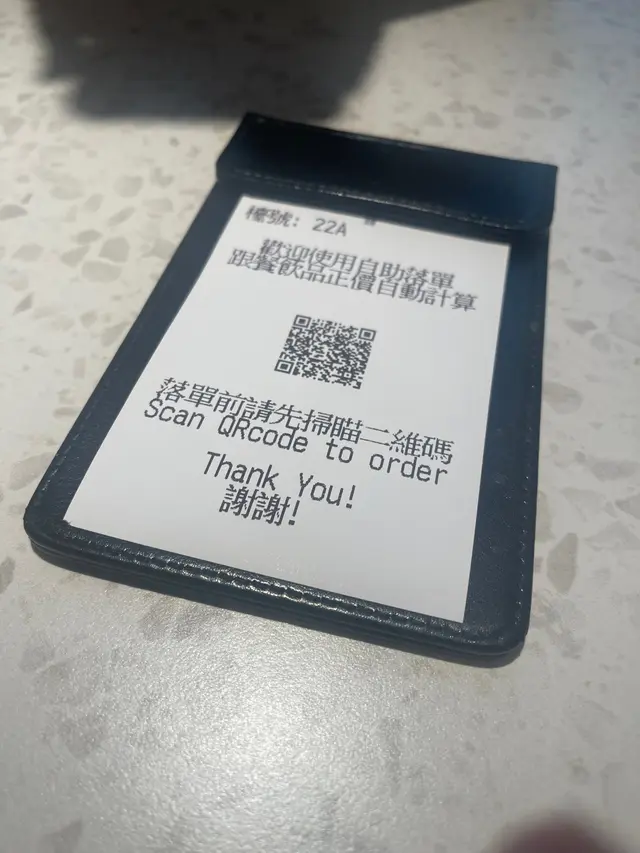 檯號: 22A
歡迎使用自助落單
跟餐飲品正價自動計算
落單前請先掃瞄二維碼
Scan QRcode to order
Thank You!
謝謝!